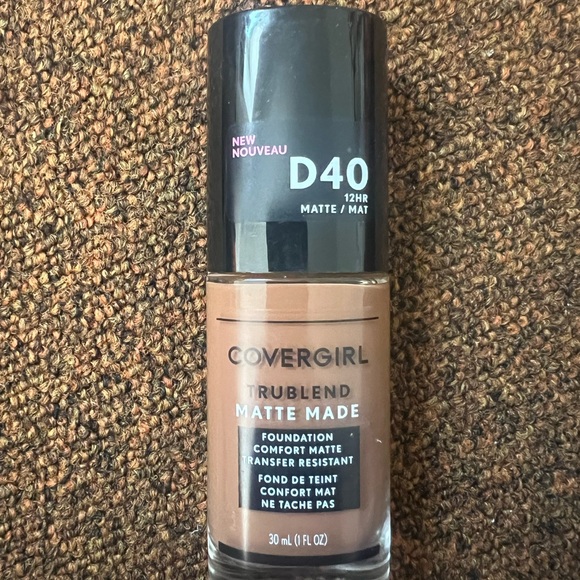 NEW
NOUVEAU
D40
12HR
MATTE / MAT
COVERGIRL
TRUBLEND
MATTE MADE
FOUNDATION
COMFORT MATTE
TRANSFER RESISTANT
FOND DE TEINT
CONFORT MAT
NE TACHE PAS
30 mL (1 FL OZ)